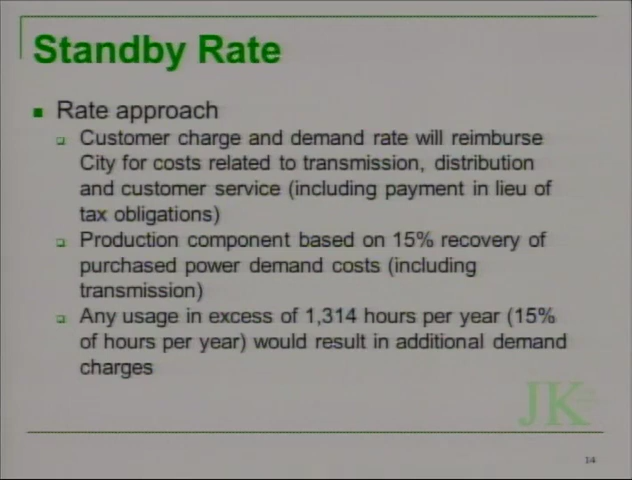 Standby Rate
Rate approach
Customer charge and demand rate will reimburse
City for costs related to transmission, distribution
and customer service (including payment in lieu of
tax obligations)
Production component based on 15% recovery of
purchased power demand costs (including
transmission)
Any usage in excess of 1,314 hours per year (15%
of hours per year) would result in additional demand
charges
JK
14